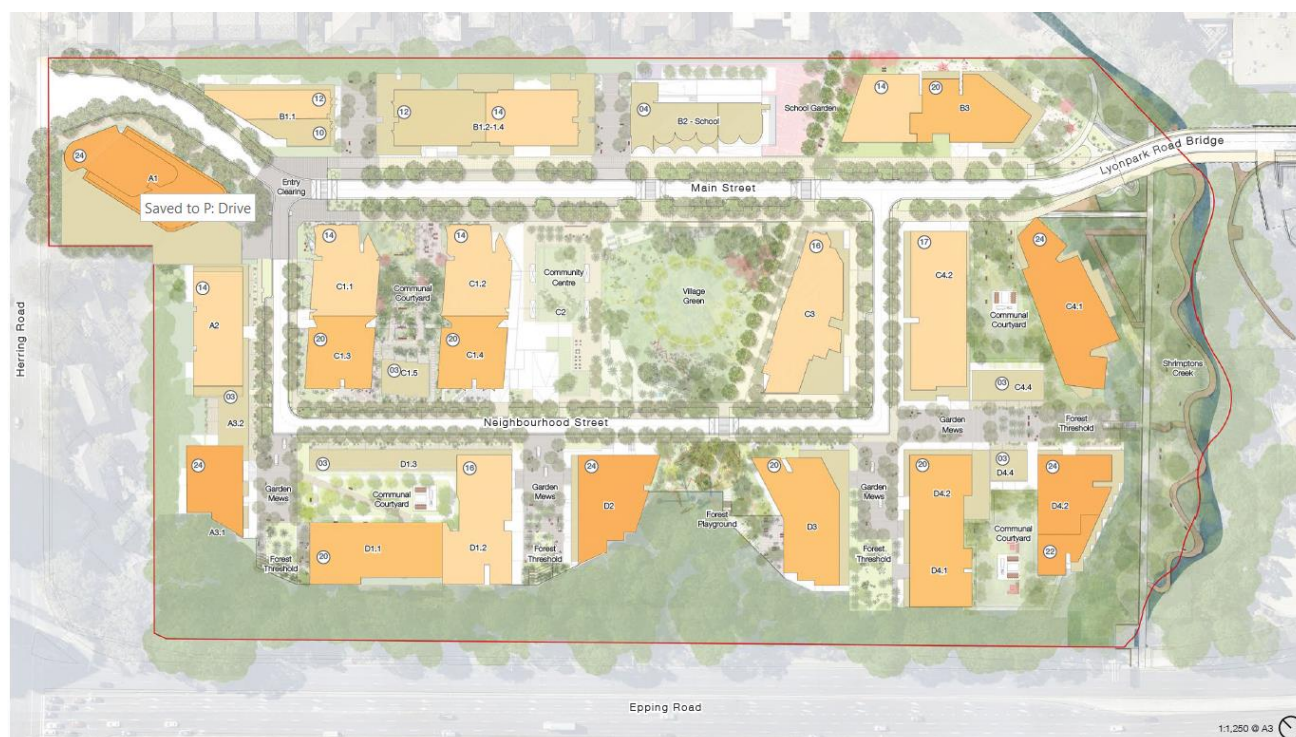 12
B1.1
10
12
14
B1.2-1.4
04
B2 - School
School Garden
14
20
B3
24
A1
Saved to P: Drive
Entry
Clearing
Main Street
Lyonpark Road Bridge
14
C1.1
Communal
Courtyard
14
C1.2
Community
Centre
C2
Village
Green
16
C3
17
C4.2
Communal
Courtyard
24
C4.1
14
A2
20
C1.3
03
C1.5
20
C1.4
03
C4.4
Shrimptons
Creek
Herring Road
03
A3.2
Neighbourhood Street
Garden
Mews
Forest
Threshold
24
A3.1
Garden
Mews
Forest
Threshold
03
D1.3
Communal
Courtyard
16
20
D1.1
D1.2
Garden
Mews
Forest
Threshold
24
D2
Forest
Playground
20
D3
Garden
Mews
Forest
Threshold
20
D4.2
D4.1
03
D4.4
Communal
Courtyard
24
D4.2
22
Epping Road
1:1,250 @ A3